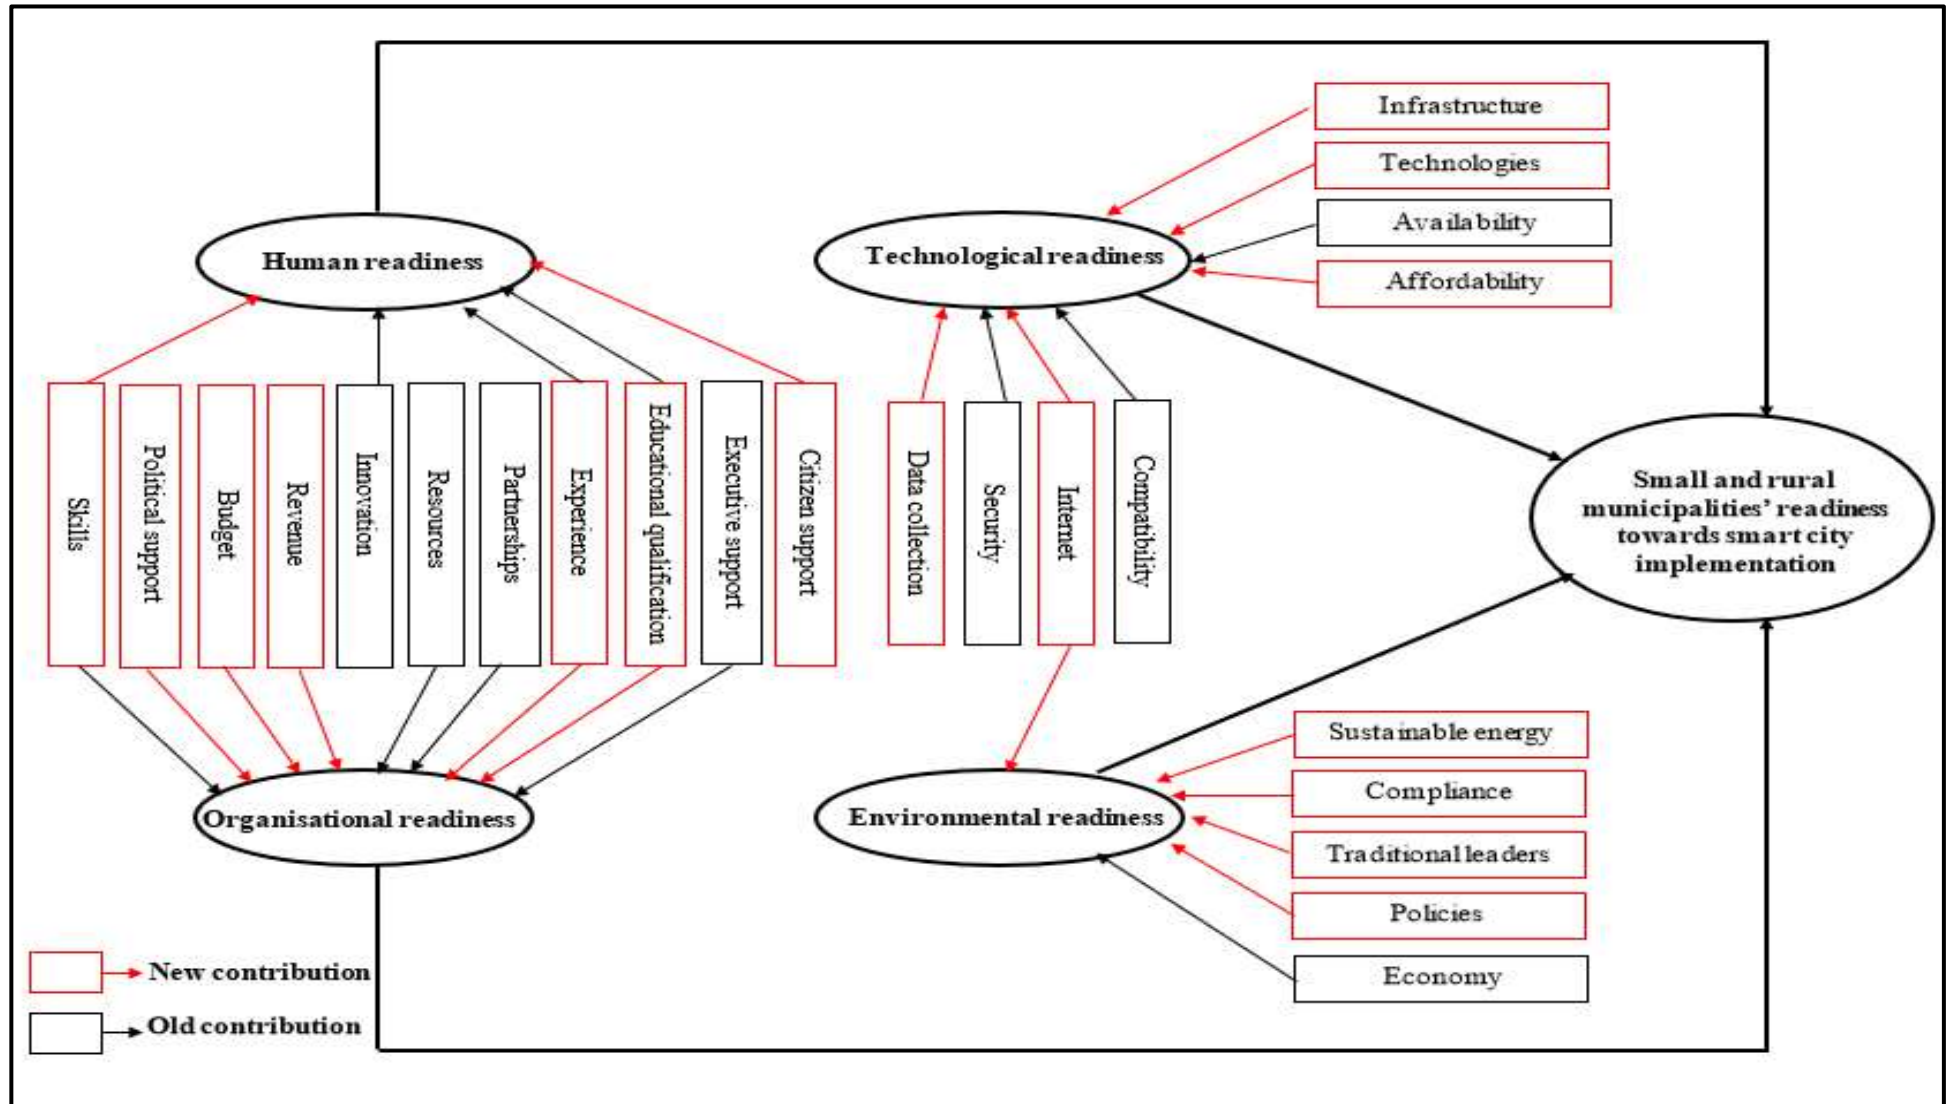 Infrastructure
Technologies
Availability
Affordability
Human readiness
Technological readiness
Skills
Political support
Budget
Revenue
Innovation
Resources
Partnerships
Experience
Educational qualification
Executive support
Citizen support
Data collection
Security
Internet
Compatibility
Small and rural
municipalities’ readiness
towards smart city
implementation
Sustainable energy
Compliance
Traditional leaders
Policies
Economy
Organisational readiness
Environmental readiness
New contribution
Old contribution